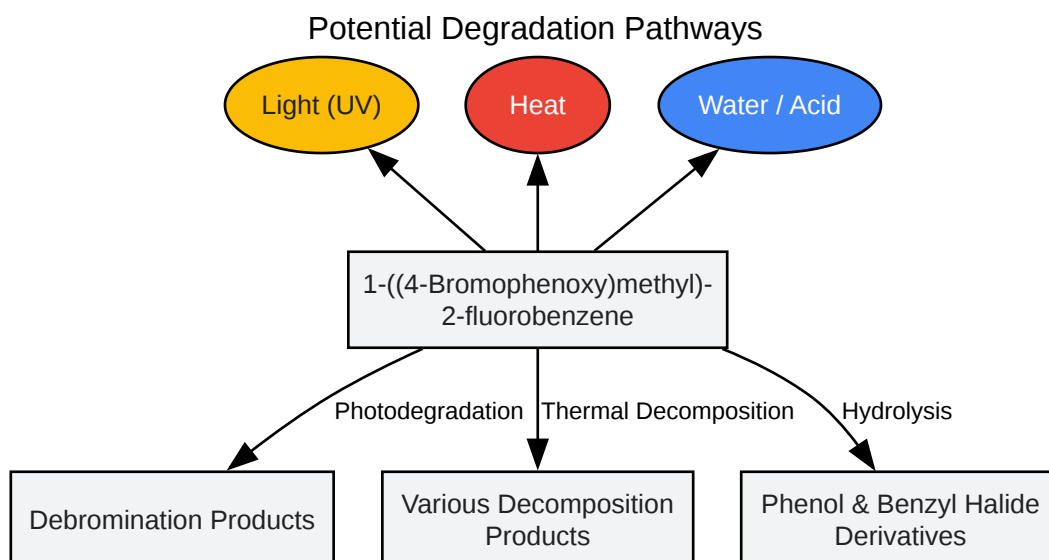 Potential Degradation Pathways
Light (UV)
Heat
Water / Acid
1-((4-Bromophenoxy)methyl)-
2-fluorobenzene
Photodegradation
Thermal Decomposition
Hydrolysis
Debromination Products
Various Decomposition
Products
Phenol & Benzyl Halide
Derivatives